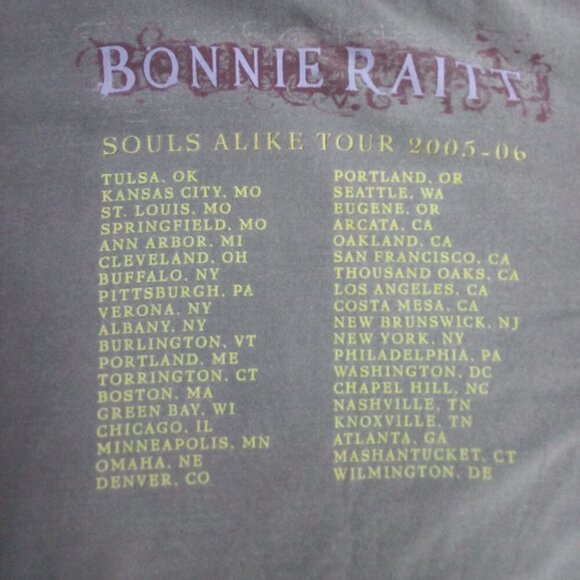 BONNIE RAITT
SOULS ALIKE TOUR 2005-06
TULSA, OK
KANSAS CITY, MO
ST. LOUIS, MO
SPRINGFIELD, MO
ANN ARBOR, MI
CLEVELAND, OH
BUFFALO, NY
PITTSBURGH, PA
VERONA, NY
ALBANY, NY
BURLINGTON, VT
PORTLAND, ME
TORRINGTON, CT
BOSTON, MA
GREEN BAY, WI
CHICAGO, IL
MINNEAPOLIS, MN
OMAHA, NE
DENVER, CO
PORTLAND, OR
SEATTLE, WA
EUGENE, OR
ARCATA, CA
OAKLAND, CA
SAN FRANCISCO, CA
THOUSAND OAKS, CA
LOS ANGELES, CA
COSTA MESA, CA
NEW BRUNSWICK, NJ
NEW YORK, NY
PHILADELPHIA, PA
WASHINGTON, DC
CHAPEL HILL, NC
NASHVILLE, TN
KNOXVILLE, TN
ATLANTA, GA
MASHANTUCKET, CT
WILMINGTON, DE